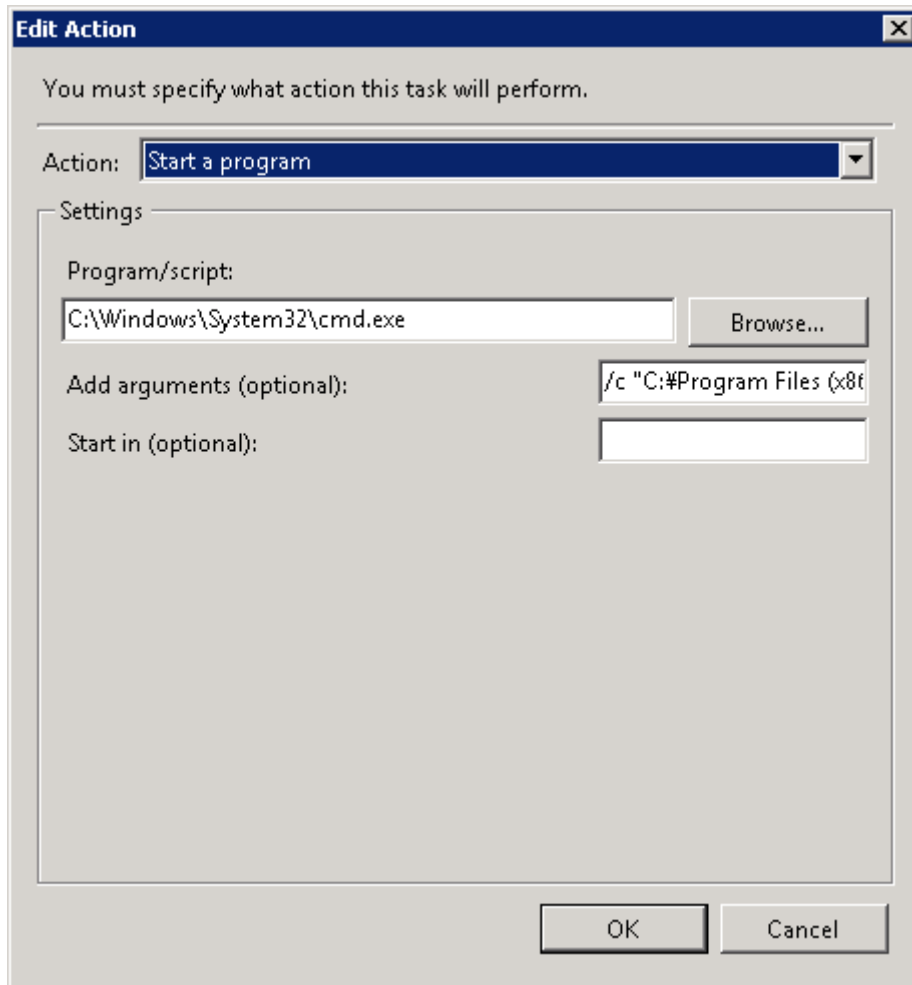 Edit Action
You must specify what action this task will perform.
Action: Start a program
Settings
Program/script:
C:\Windows\System32\cmd.exe Browse...
Add arguments (optional): /c "C:¥Program Files (x86
Start in (optional):
OK Cancel